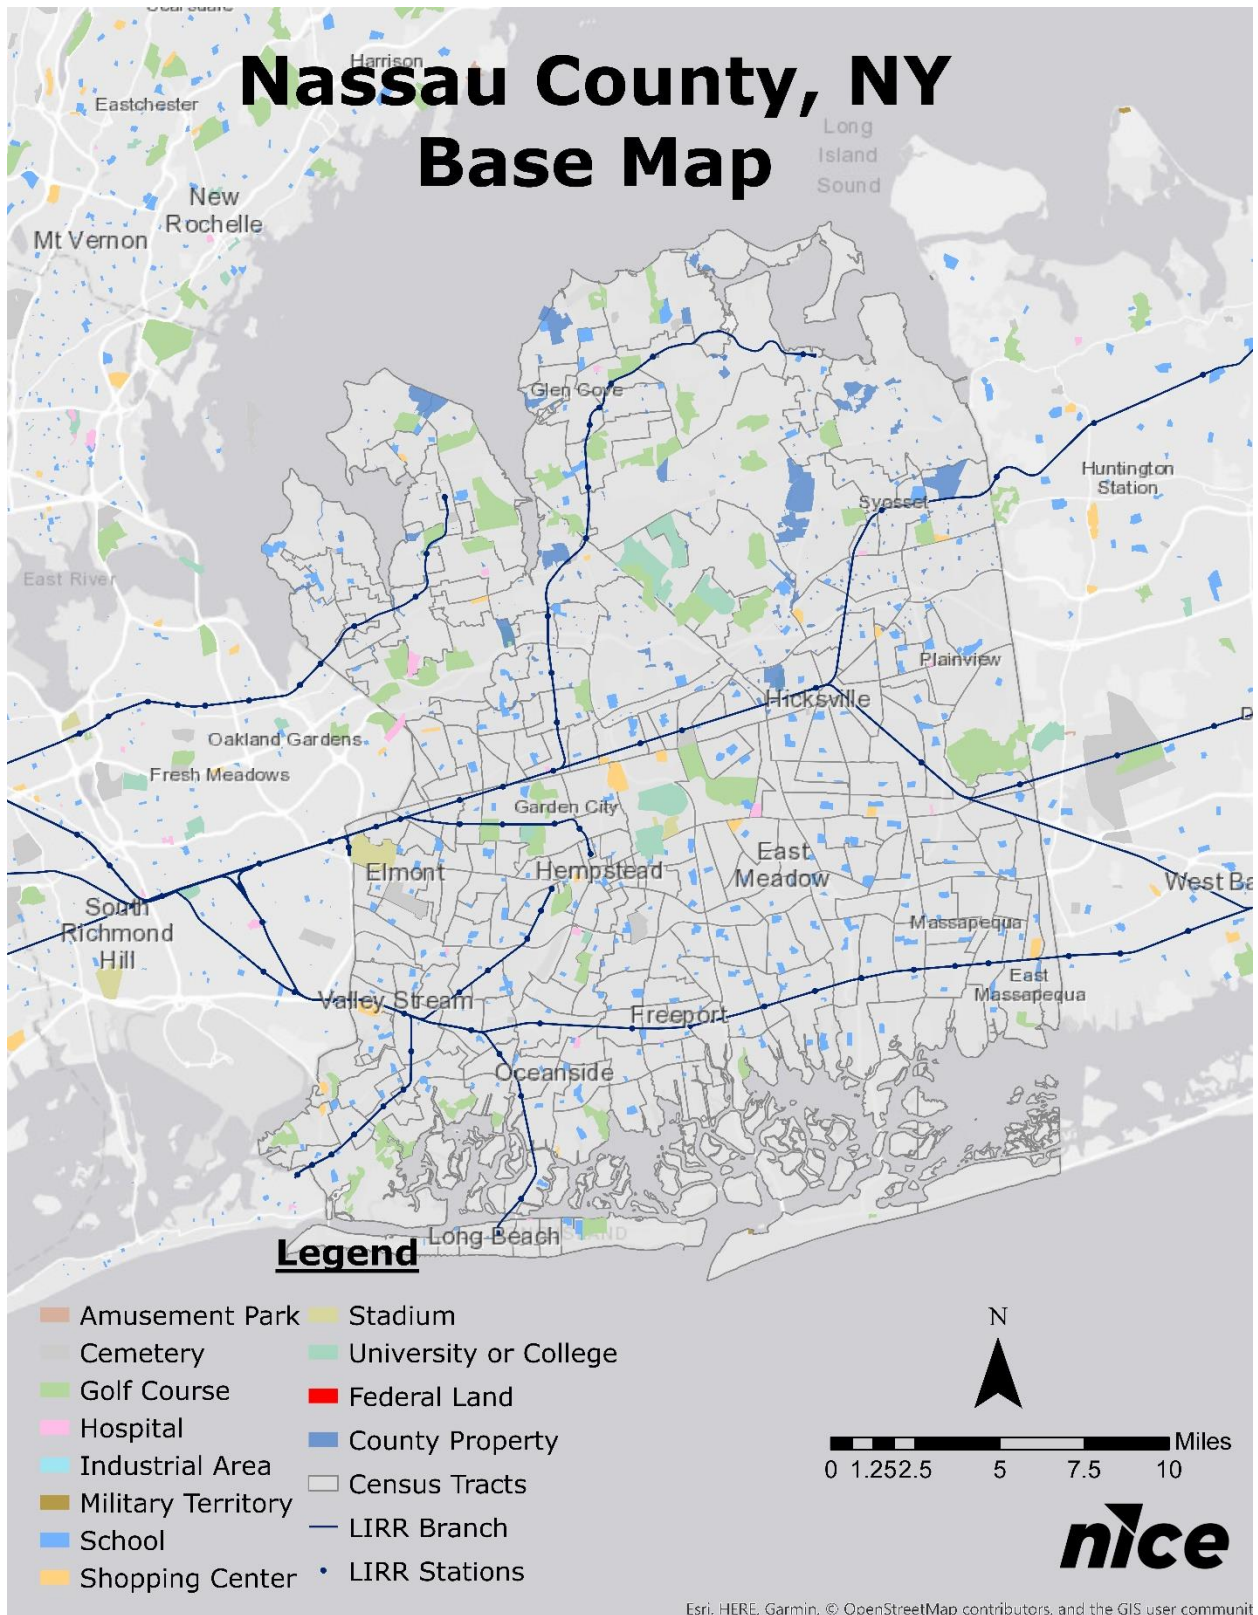 Scarsdale
Harrison
Nassau County, NY
Base Map
Eastchester
Long
Island
Sound
New
Rochelle
Mt Vernon
Glen Cove
Huntington
Station
Syosset
East River
Plainview
Hicksville
Oakland Gardens
Fresh Meadows
Garden City
Elmont
Hempstead
East
Meadow
West Ba
South
Richmond
Hill
Massapequa
East
Massapequa
Valley Stream
Freeport
Oceanside
Long Beach
Legend
Amusement Park
Cemetery
Golf Course
Hospital
Industrial Area
Military Territory
School
Shopping Center
Stadium
University or College
Federal Land
County Property
Census Tracts
LIRR Branch
LIRR Stations
N
Miles
0 1.25 2.5 5 7.5 10
nice
Esri, HERE, Garmin, © OpenStreetMap contributors, and the GIS user communit